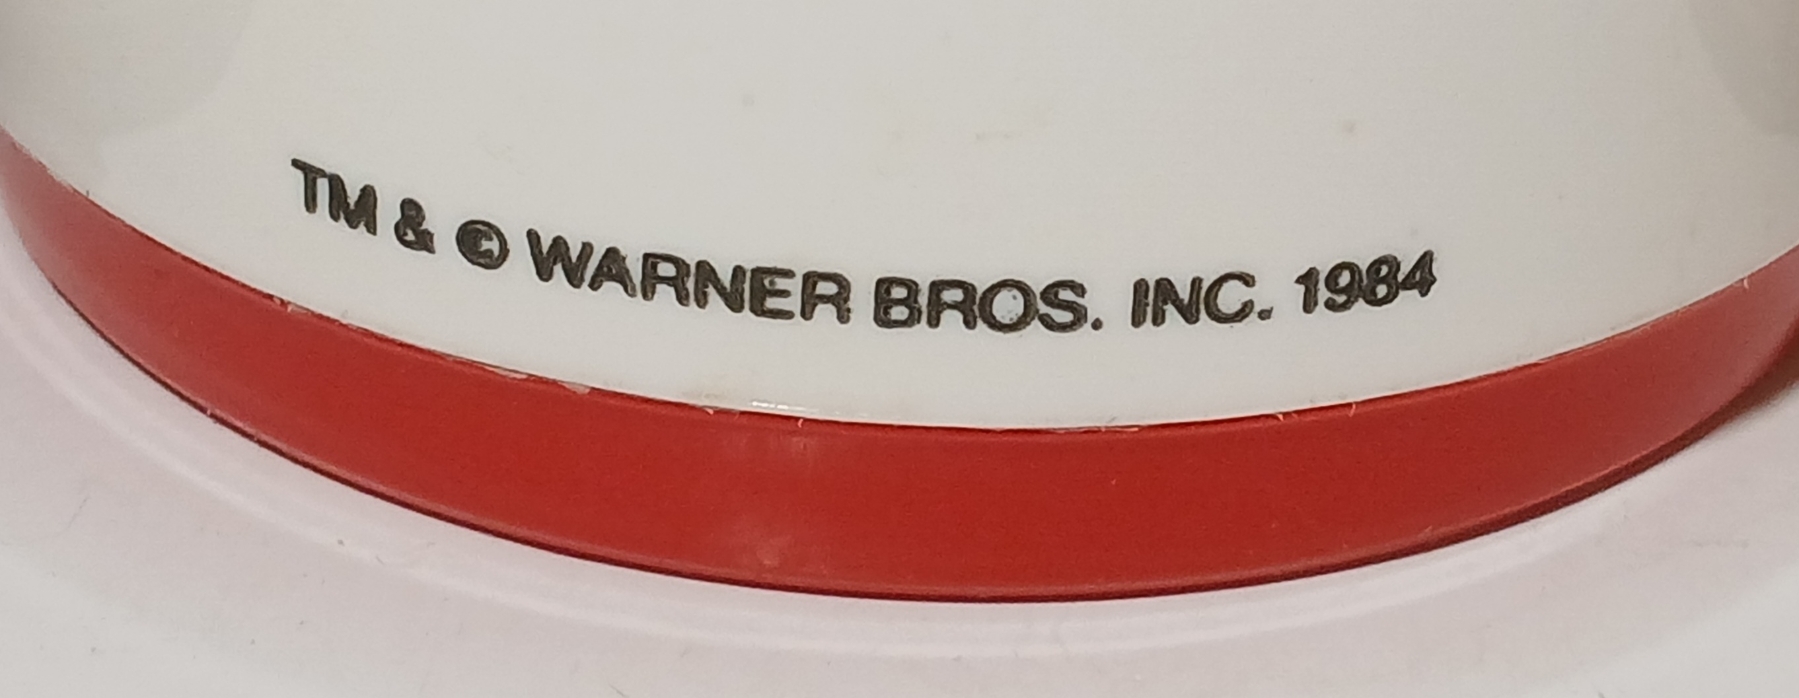 TM & © WARNER BROS. INC. 1984